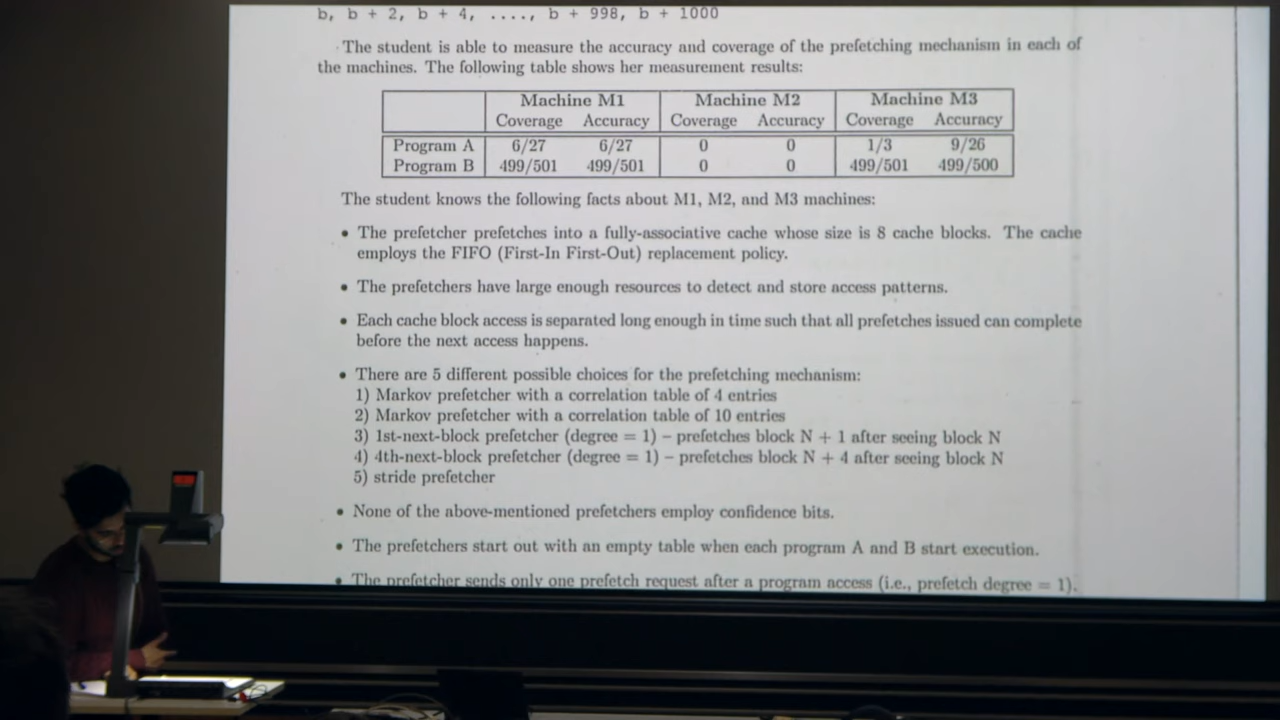 b, b + 2, b + 4, ...., b + 998, b + 1000
The student is able to measure the accuracy and coverage of the prefetching mechanism in each of
the machines. The following table shows her measurement results:
Machine M1 Machine M2 Machine M3
Coverage Accuracy Coverage Accuracy Coverage Accuracy
Program A 6/27 6/27 0 0 1/3 9/26
Program B 499/501 499/501 0 0 499/501 499/500
The student knows the following facts about M1, M2, and M3 machines:
• The prefetcher prefetches into a fully-associative cache whose size is 8 cache blocks. The cache
employs the FIFO (First-In First-Out) replacement policy.
• The prefetchers have large enough resources to detect and store access patterns.
• Each cache block access is separated long enough in time such that all prefetches issued can complete
before the next access happens.
• There are 5 different possible choices for the prefetching mechanism:
1) Markov prefetcher with a correlation table of 4 entries
2) Markov prefetcher with a correlation table of 10 entries
3) 1st-next-block prefetcher (degree = 1) – prefetches block N + 1 after seeing block N
4) 4th-next-block prefetcher (degree = 1) – prefetches block N + 4 after seeing block N
5) stride prefetcher
• None of the above-mentioned prefetchers employ confidence bits.
• The prefetchers start out with an empty table when each program A and B start execution.
• The prefetcher sends only one prefetch request after a program access (i.e., prefetch degree = 1).